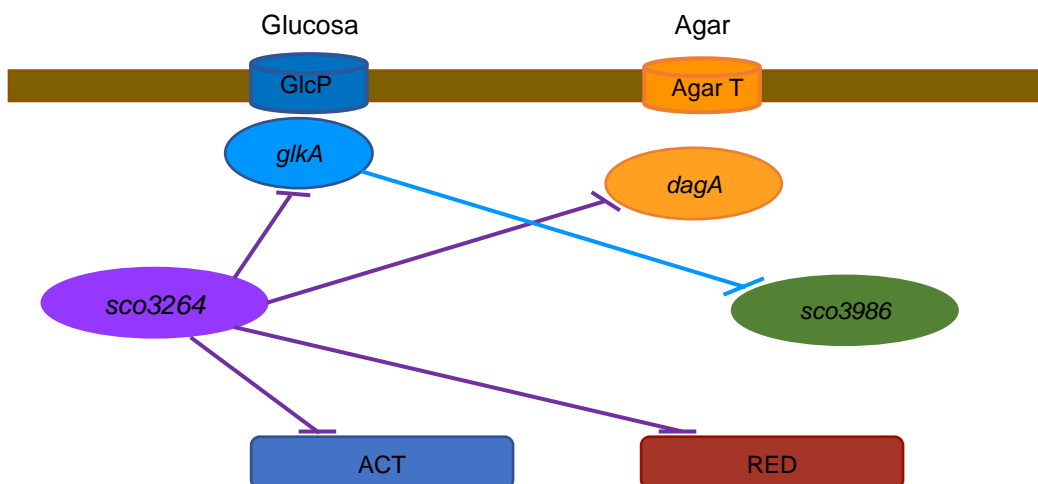 Glucosa
Agar
GlcP
Agar T
glkA
dagA
sco3264
sco3986
ACT
RED